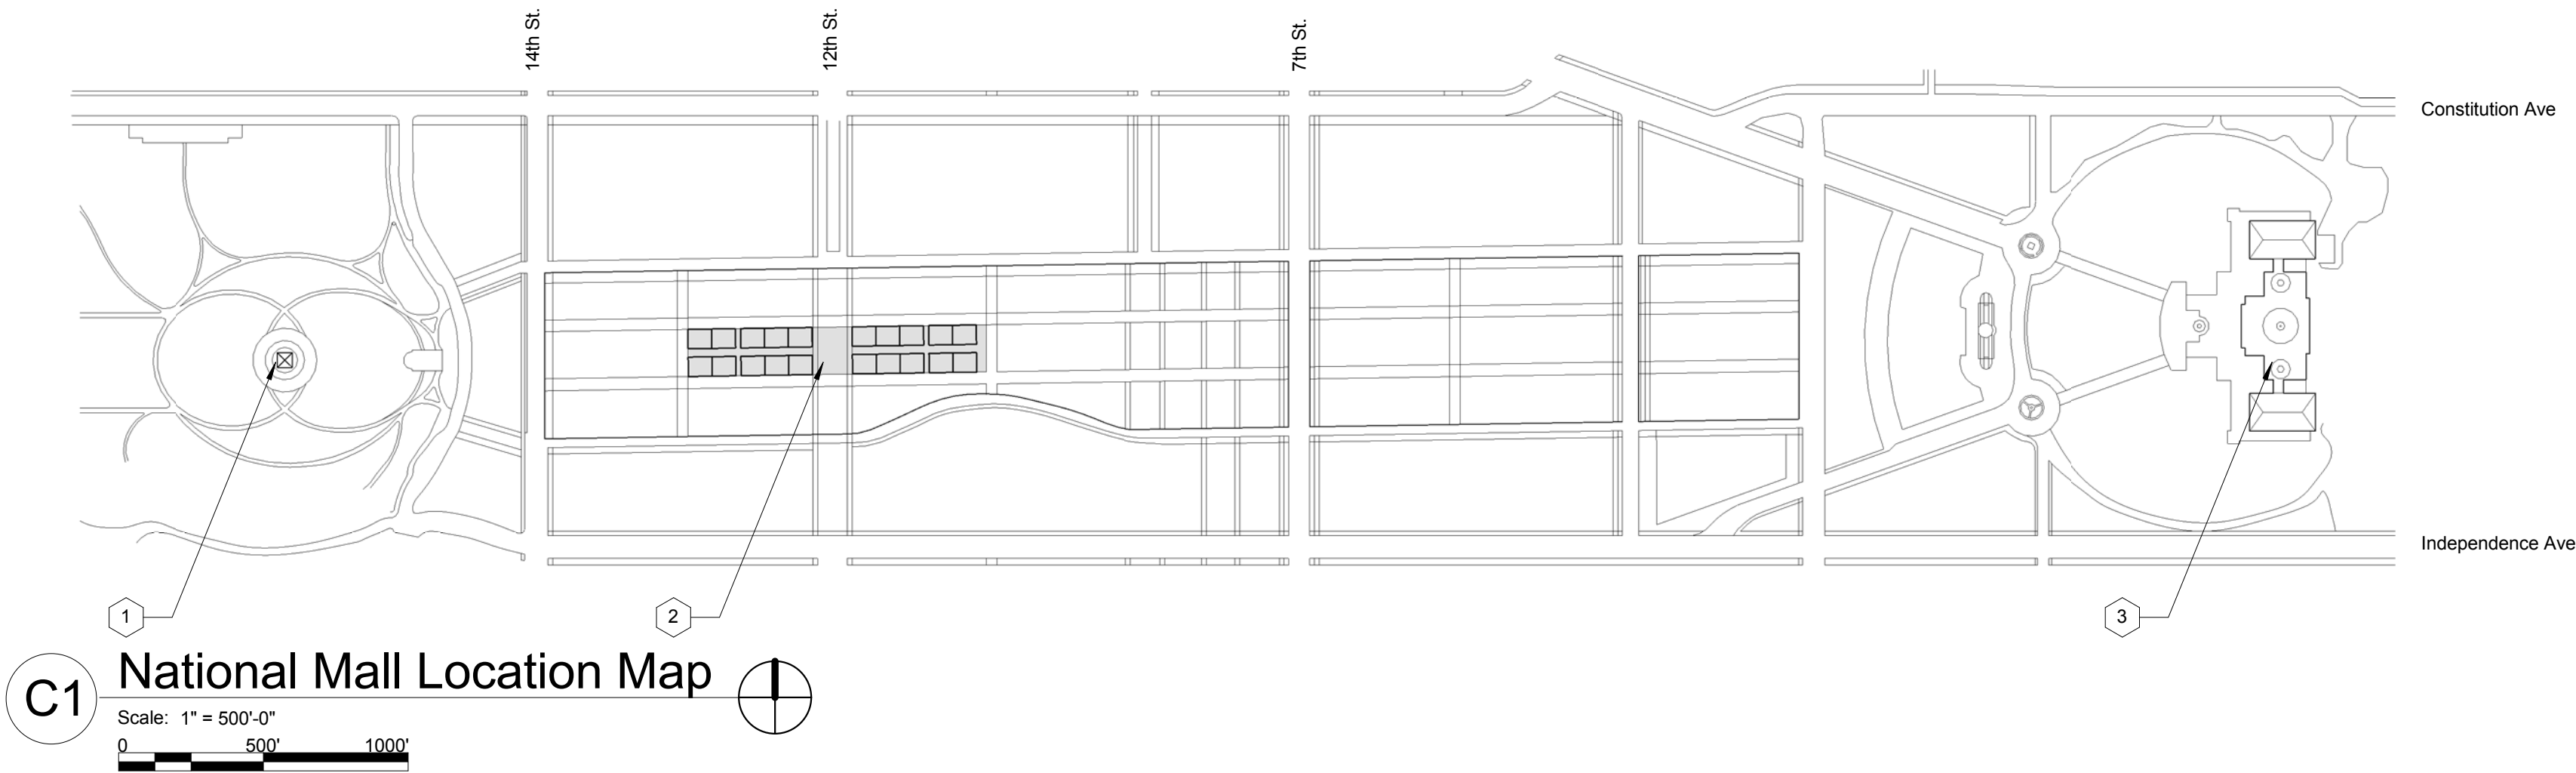 14th St.
12th St.
7th St.
Constitution Ave
Independence Ave
1
2
3
C1
National Mall Location Map
Scale: 1" = 500'-0"
0 500' 1000'